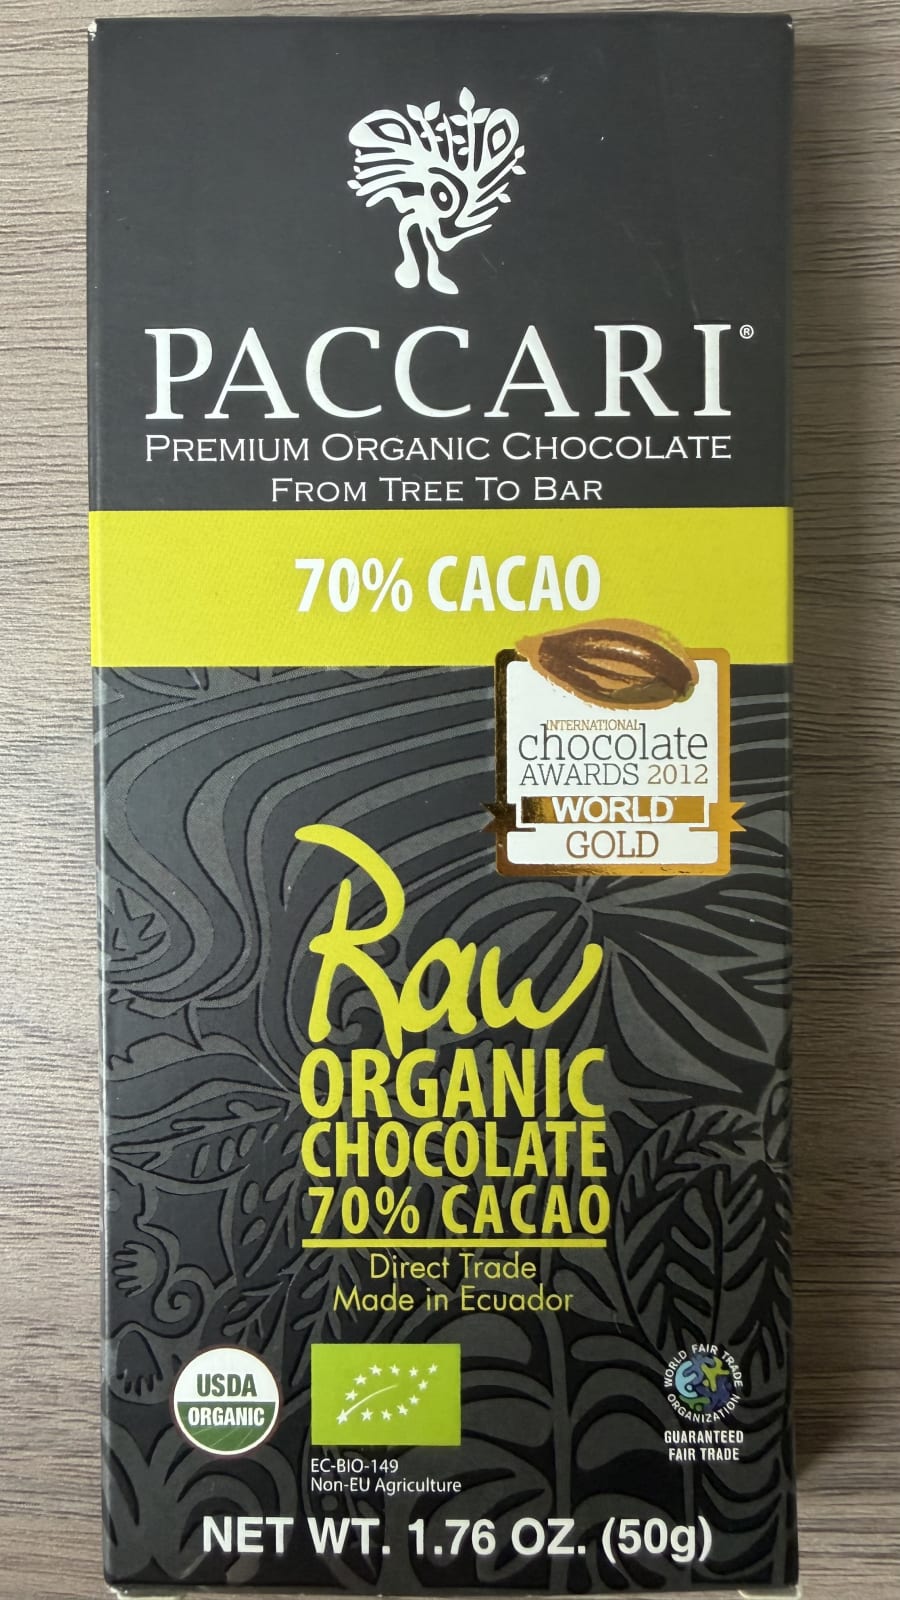 PACCARI®
PREMIUM ORGANIC CHOCOLATE
FROM TREE TO BAR
70% CACAO
INTERNATIONAL
chocolate
AWARDS 2012
WORLD
GOLD
Raw
ORGANIC
CHOCOLATE
70% CACAO
Direct Trade
Made in Ecuador
USDA
ORGANIC
EC-BIO-149
Non-EU Agriculture
WORLD FAIR TRADE
ORGANIZATION
GUARANTEED
FAIR TRADE
NET WT. 1.76 OZ. (50g)